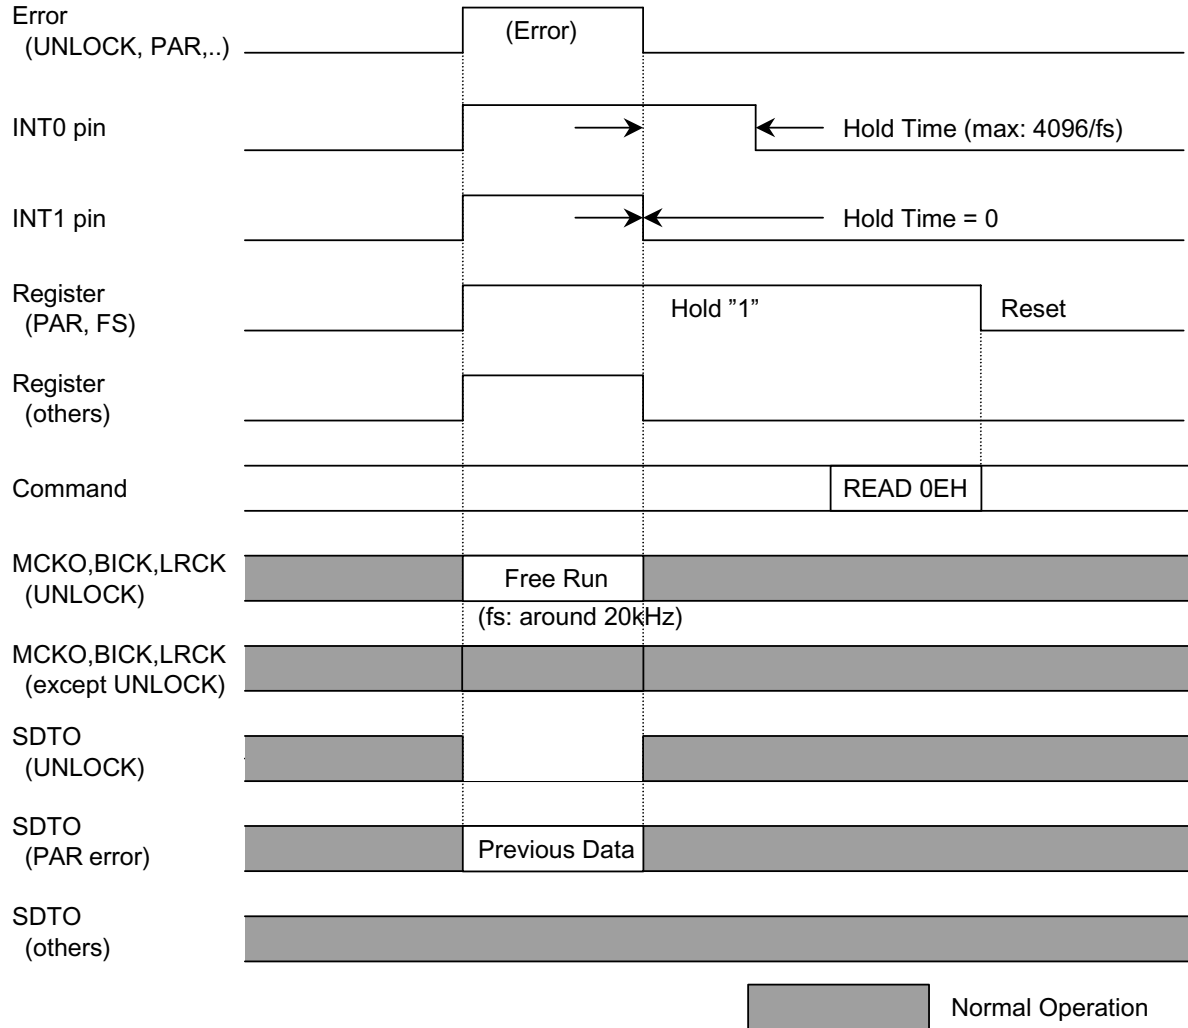 Error
(UNLOCK, PAR,..)
(Error)
INT0 pin
Hold Time (max: 4096/fs)
INT1 pin
Hold Time = 0
Register
(PAR, FS)
Hold ”1”
Reset
Register
(others)
Command
READ 0EH
MCKO,BICK,LRCK
(UNLOCK)
Free Run
(fs: around 20kHz)
MCKO,BICK,LRCK
(except UNLOCK)
SDTO
(UNLOCK)
SDTO
(PAR error)
Previous Data
SDTO
(others)
Normal Operation